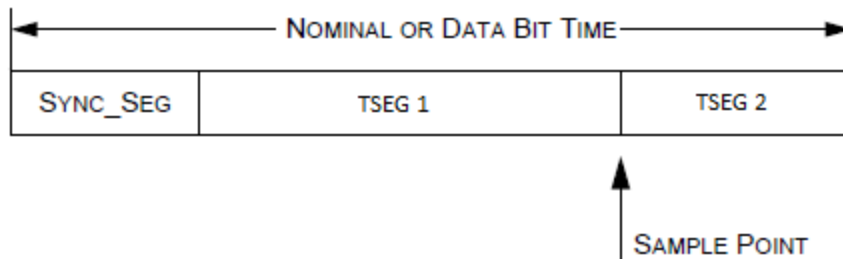 NOMINAL OR DATA BIT TIME
SYNC_SEG TSEG 1 TSEG 2
SAMPLE POINT